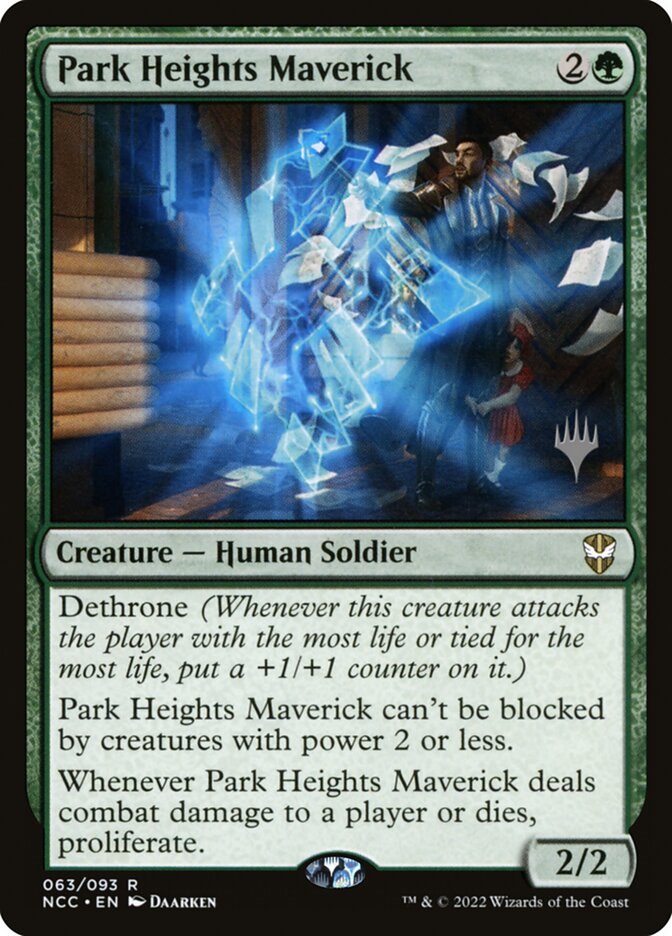 Park Heights Maverick 2
Creature — Human Soldier
Dethrone (Whenever this creature attacks
the player with the most life or tied for the
most life, put a +1/+1 counter on it.)
Park Heights Maverick can't be blocked
by creatures with power 2 or less.
Whenever Park Heights Maverick deals
combat damage to a player or dies,
proliferate.
2/2
063/093 R
NCC • EN DAARKEN
™ & © 2022 Wizards of the Coast